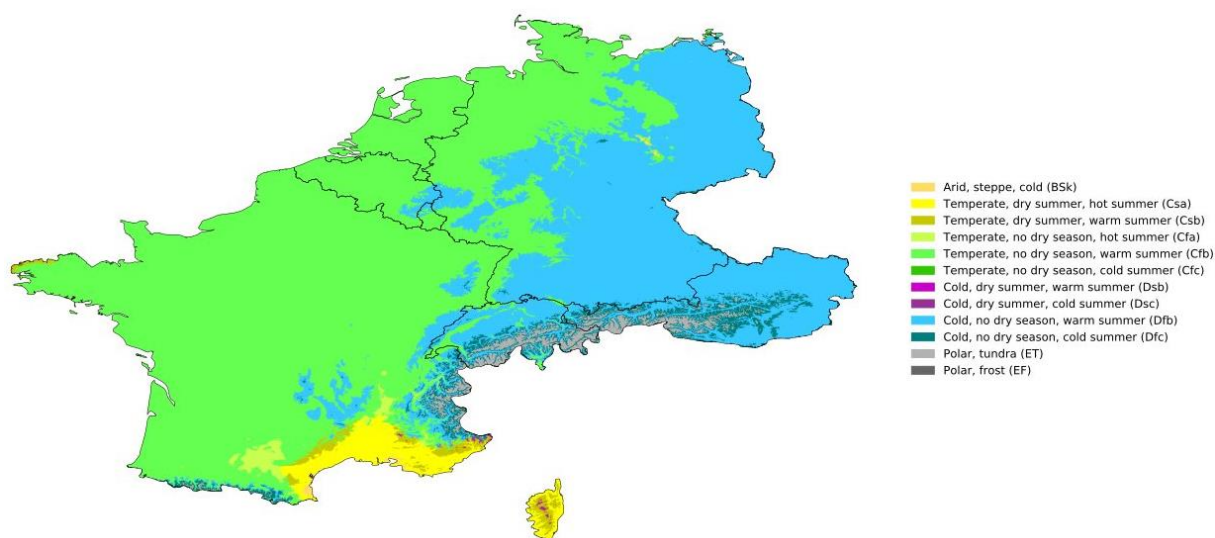 Arid, steppe, cold (BSk)
Temperate, dry summer, hot summer (Csa)
Temperate, dry summer, warm summer (Csb)
Temperate, no dry season, hot summer (Cfa)
Temperate, no dry season, warm summer (Cfb)
Temperate, no dry season, cold summer (Cfc)
Cold, dry summer, warm summer (Dsb)
Cold, dry summer, cold summer (Dsc)
Cold, no dry season, warm summer (Dfb)
Cold, no dry season, cold summer (Dfc)
Polar, tundra (ET)
Polar, frost (EF)